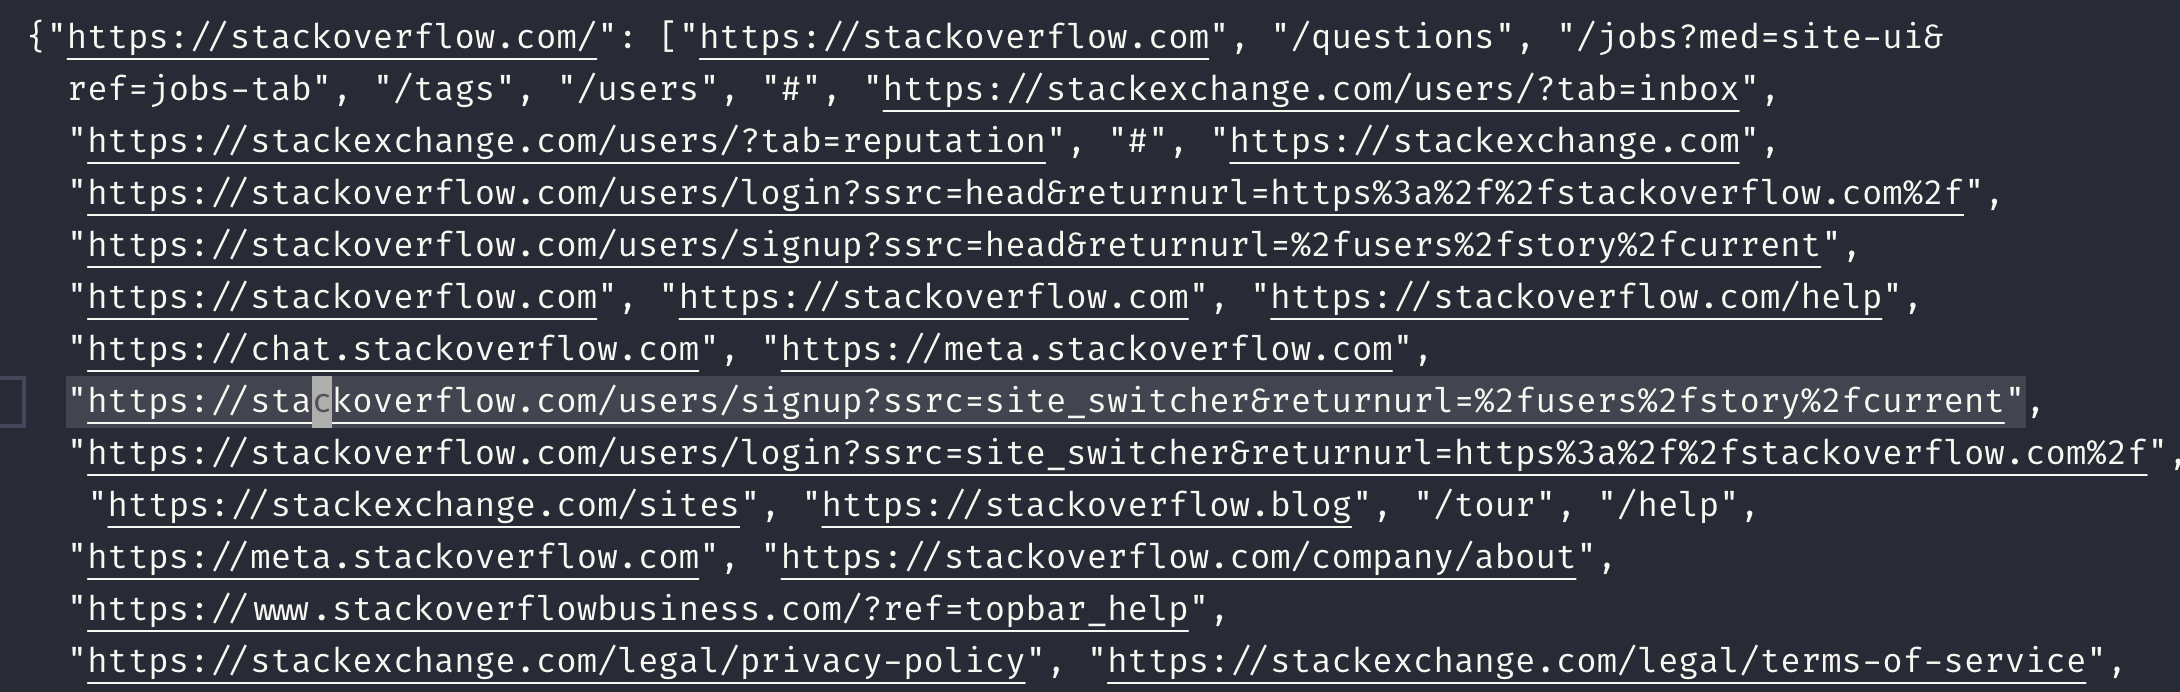 {"https://stackoverflow.com/": ["https://stackoverflow.com", "/questions", "/jobs?med=site-ui&
ref=jobs-tab", "/tags", "/users", "#", "https://stackexchange.com/users/?tab=inbox",
"https://stackexchange.com/users/?tab=reputation", "#", "https://stackexchange.com",
"https://stackoverflow.com/users/login?ssrc=head&returnurl=https%3a%2f%2fstackoverflow.com%2f",
"https://stackoverflow.com/users/signup?ssrc=head&returnurl=%2fusers%2fstory%2fcurrent",
"https://stackoverflow.com", "https://stackoverflow.com", "https://stackoverflow.com/help",
"https://chat.stackoverflow.com", "https://meta.stackoverflow.com",
"https://stackoverflow.com/users/signup?ssrc=site_switcher&returnurl=%2fusers%2fstory%2fcurrent",
"https://stackoverflow.com/users/login?ssrc=site_switcher&returnurl=https%3a%2f%2fstackoverflow.com%2f",
"https://stackexchange.com/sites", "https://stackoverflow.blog", "/tour", "/help",
"https://meta.stackoverflow.com", "https://stackoverflow.com/company/about",
"https://www.stackoverflowbusiness.com/?ref=topbar_help",
"https://stackexchange.com/legal/privacy-policy", "https://stackexchange.com/legal/terms-of-service",